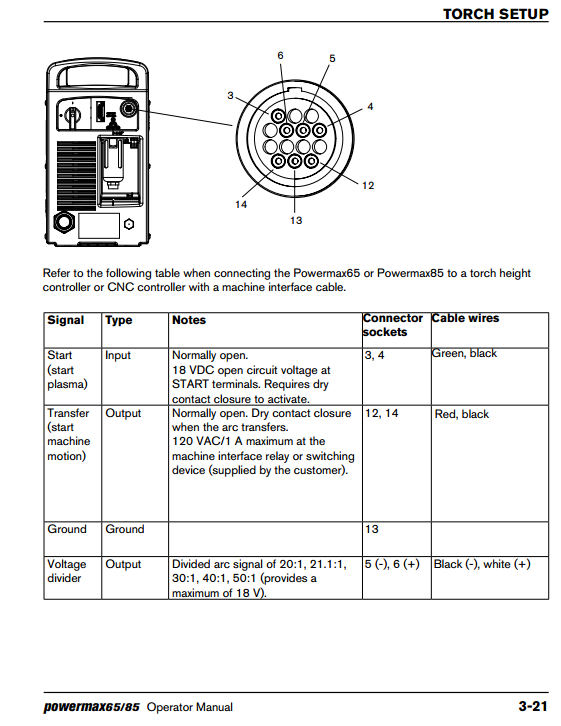 TORCH SETUP
6
5
3
4
12
14
13
Refer to the following table when connecting the Powermax65 or Powermax85 to a torch height
controller or CNC controller with a machine interface cable.
Signal Type Notes Connector sockets Cable wires
Start (start plasma) Input Normally open.
18 VDC open circuit voltage at
START terminals. Requires dry
contact closure to activate. 3, 4 Green, black
Transfer (start machine motion) Output Normally open. Dry contact closure
when the arc transfers.
120 VAC/1 A maximum at the
machine interface relay or switching
device (supplied by the customer). 12, 14 Red, black
Ground Ground 13
Voltage divider Output Divided arc signal of 20:1, 21.1:1,
30:1, 40:1, 50:1 (provides a
maximum of 18 V). 5 (-), 6 (+) Black (-), white (+)
powermax65/85 Operator Manual 3-21